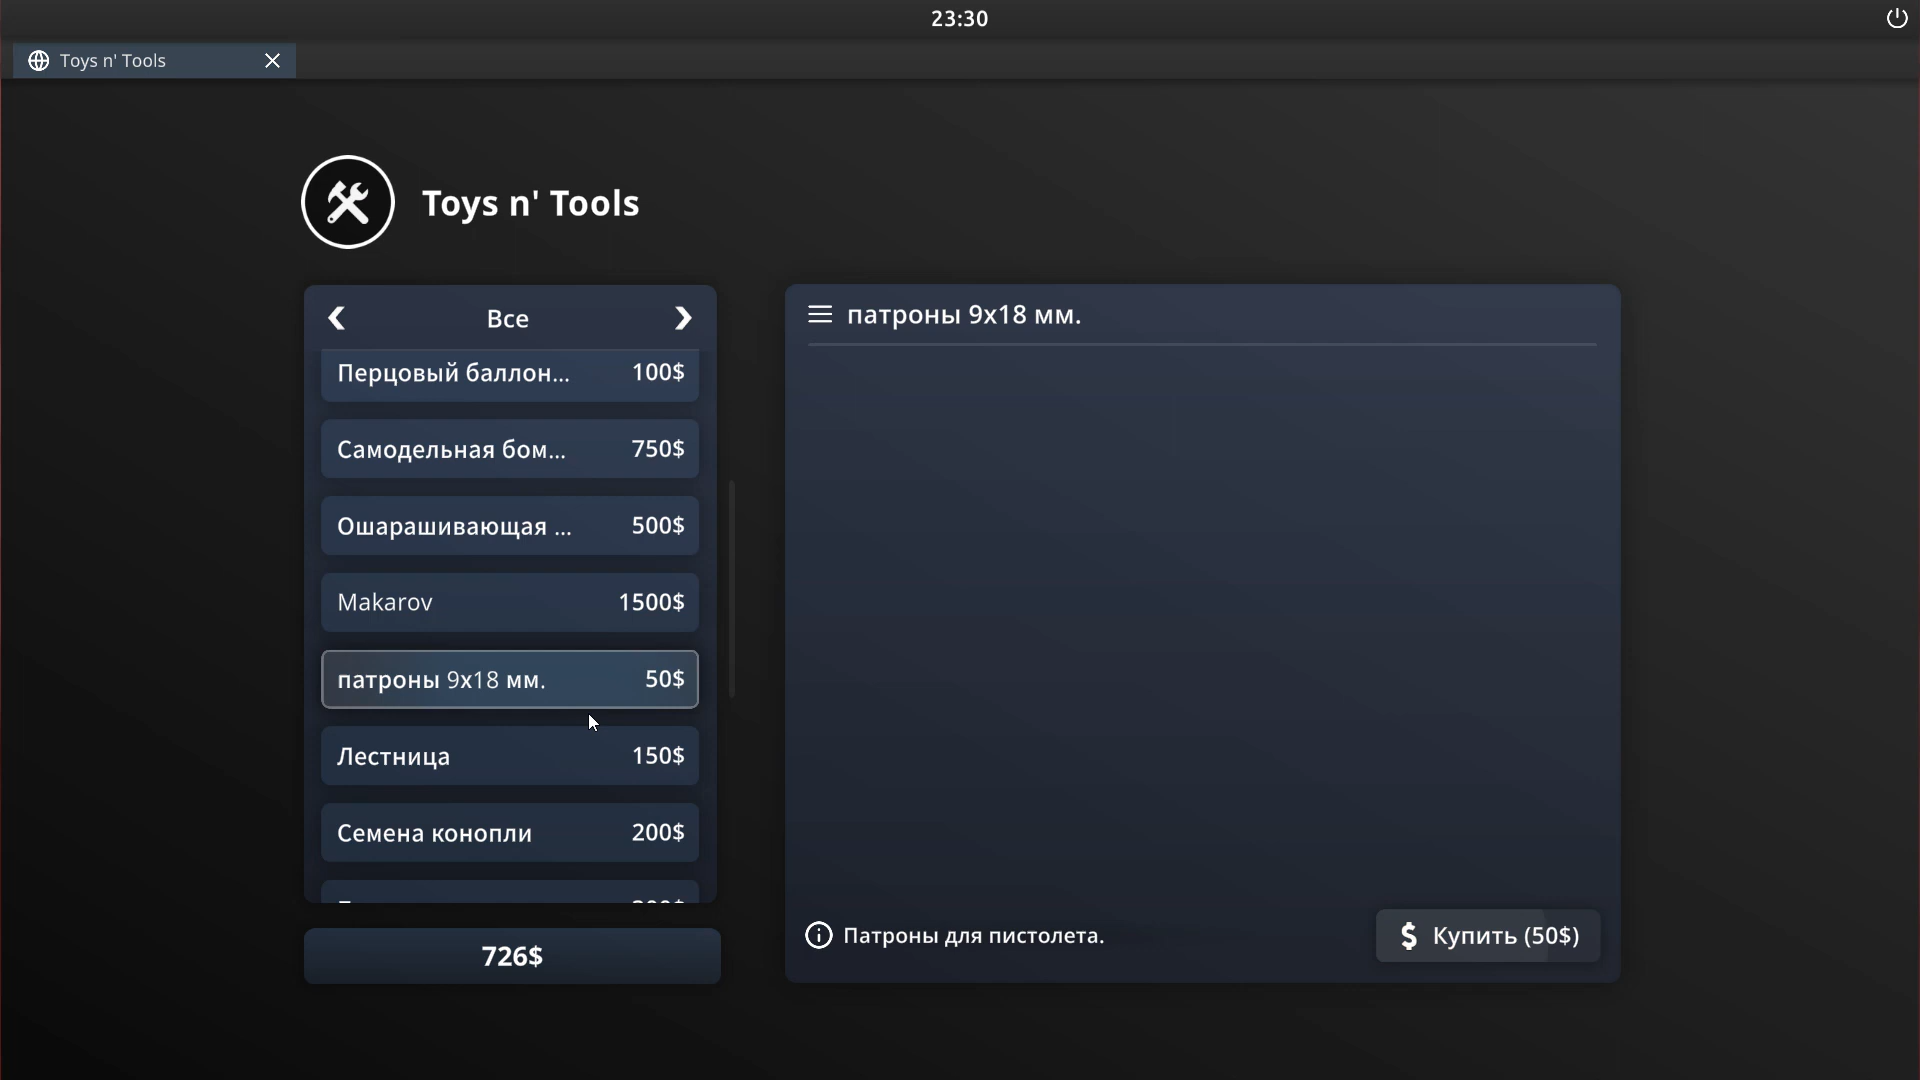 23:30
Toys n' Tools
Toys n' Tools
Все
Перцовый баллон... 100$
Самодельная бом... 750$
Ошарашивающая ... 500$
Makarov 1500$
патроны 9x18 мм. 50$
Лестница 150$
Семена конопли 200$
726$
патроны 9x18 мм.
Патроны для пистолета.
Купить (50$)